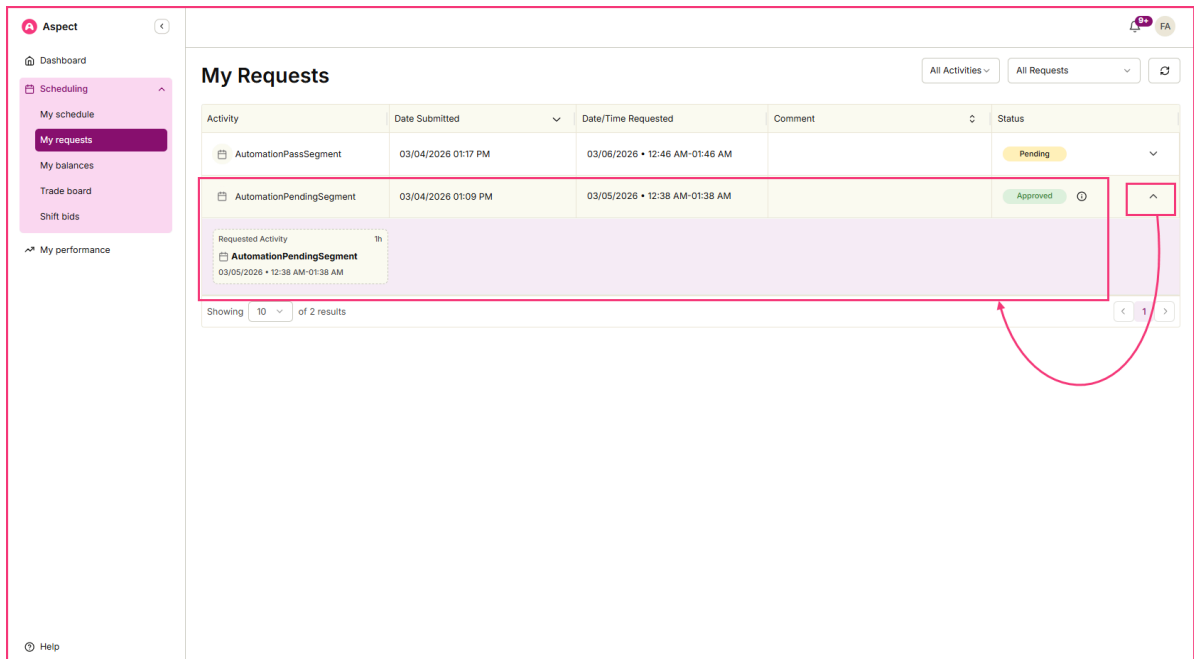 Aspect
9+
FA
Dashboard
Scheduling
My schedule
My requests
My balances
Trade board
Shift bids
My performance
Help
My Requests
All Activities
All Requests
Activity Date Submitted Date/Time Requested Comment Status
AutomationPassSegment 03/04/2026 01:17 PM 03/06/2026 • 12:46 AM-01:46 AM Pending
AutomationPendingSegment 03/04/2026 01:09 PM 03/05/2026 • 12:38 AM-01:38 AM Approved
Requested Activity 1h
AutomationPendingSegment
03/05/2026 • 12:38 AM-01:38 AM
Showing 10 of 2 results
1